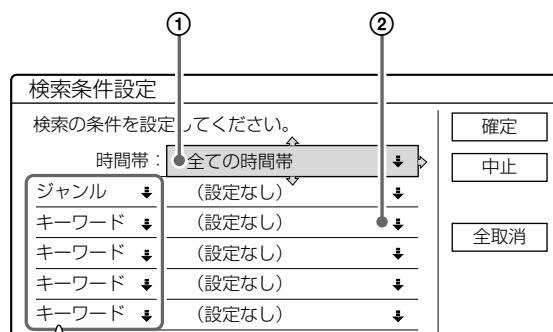 ① ②
検索条件設定
検索の条件を設定してください。
時間帯： 全ての時間帯
ジャンル （設定なし）
キーワード （設定なし）
キーワード （設定なし）
キーワード （設定なし）
キーワード （設定なし）
確定
中止
全取消